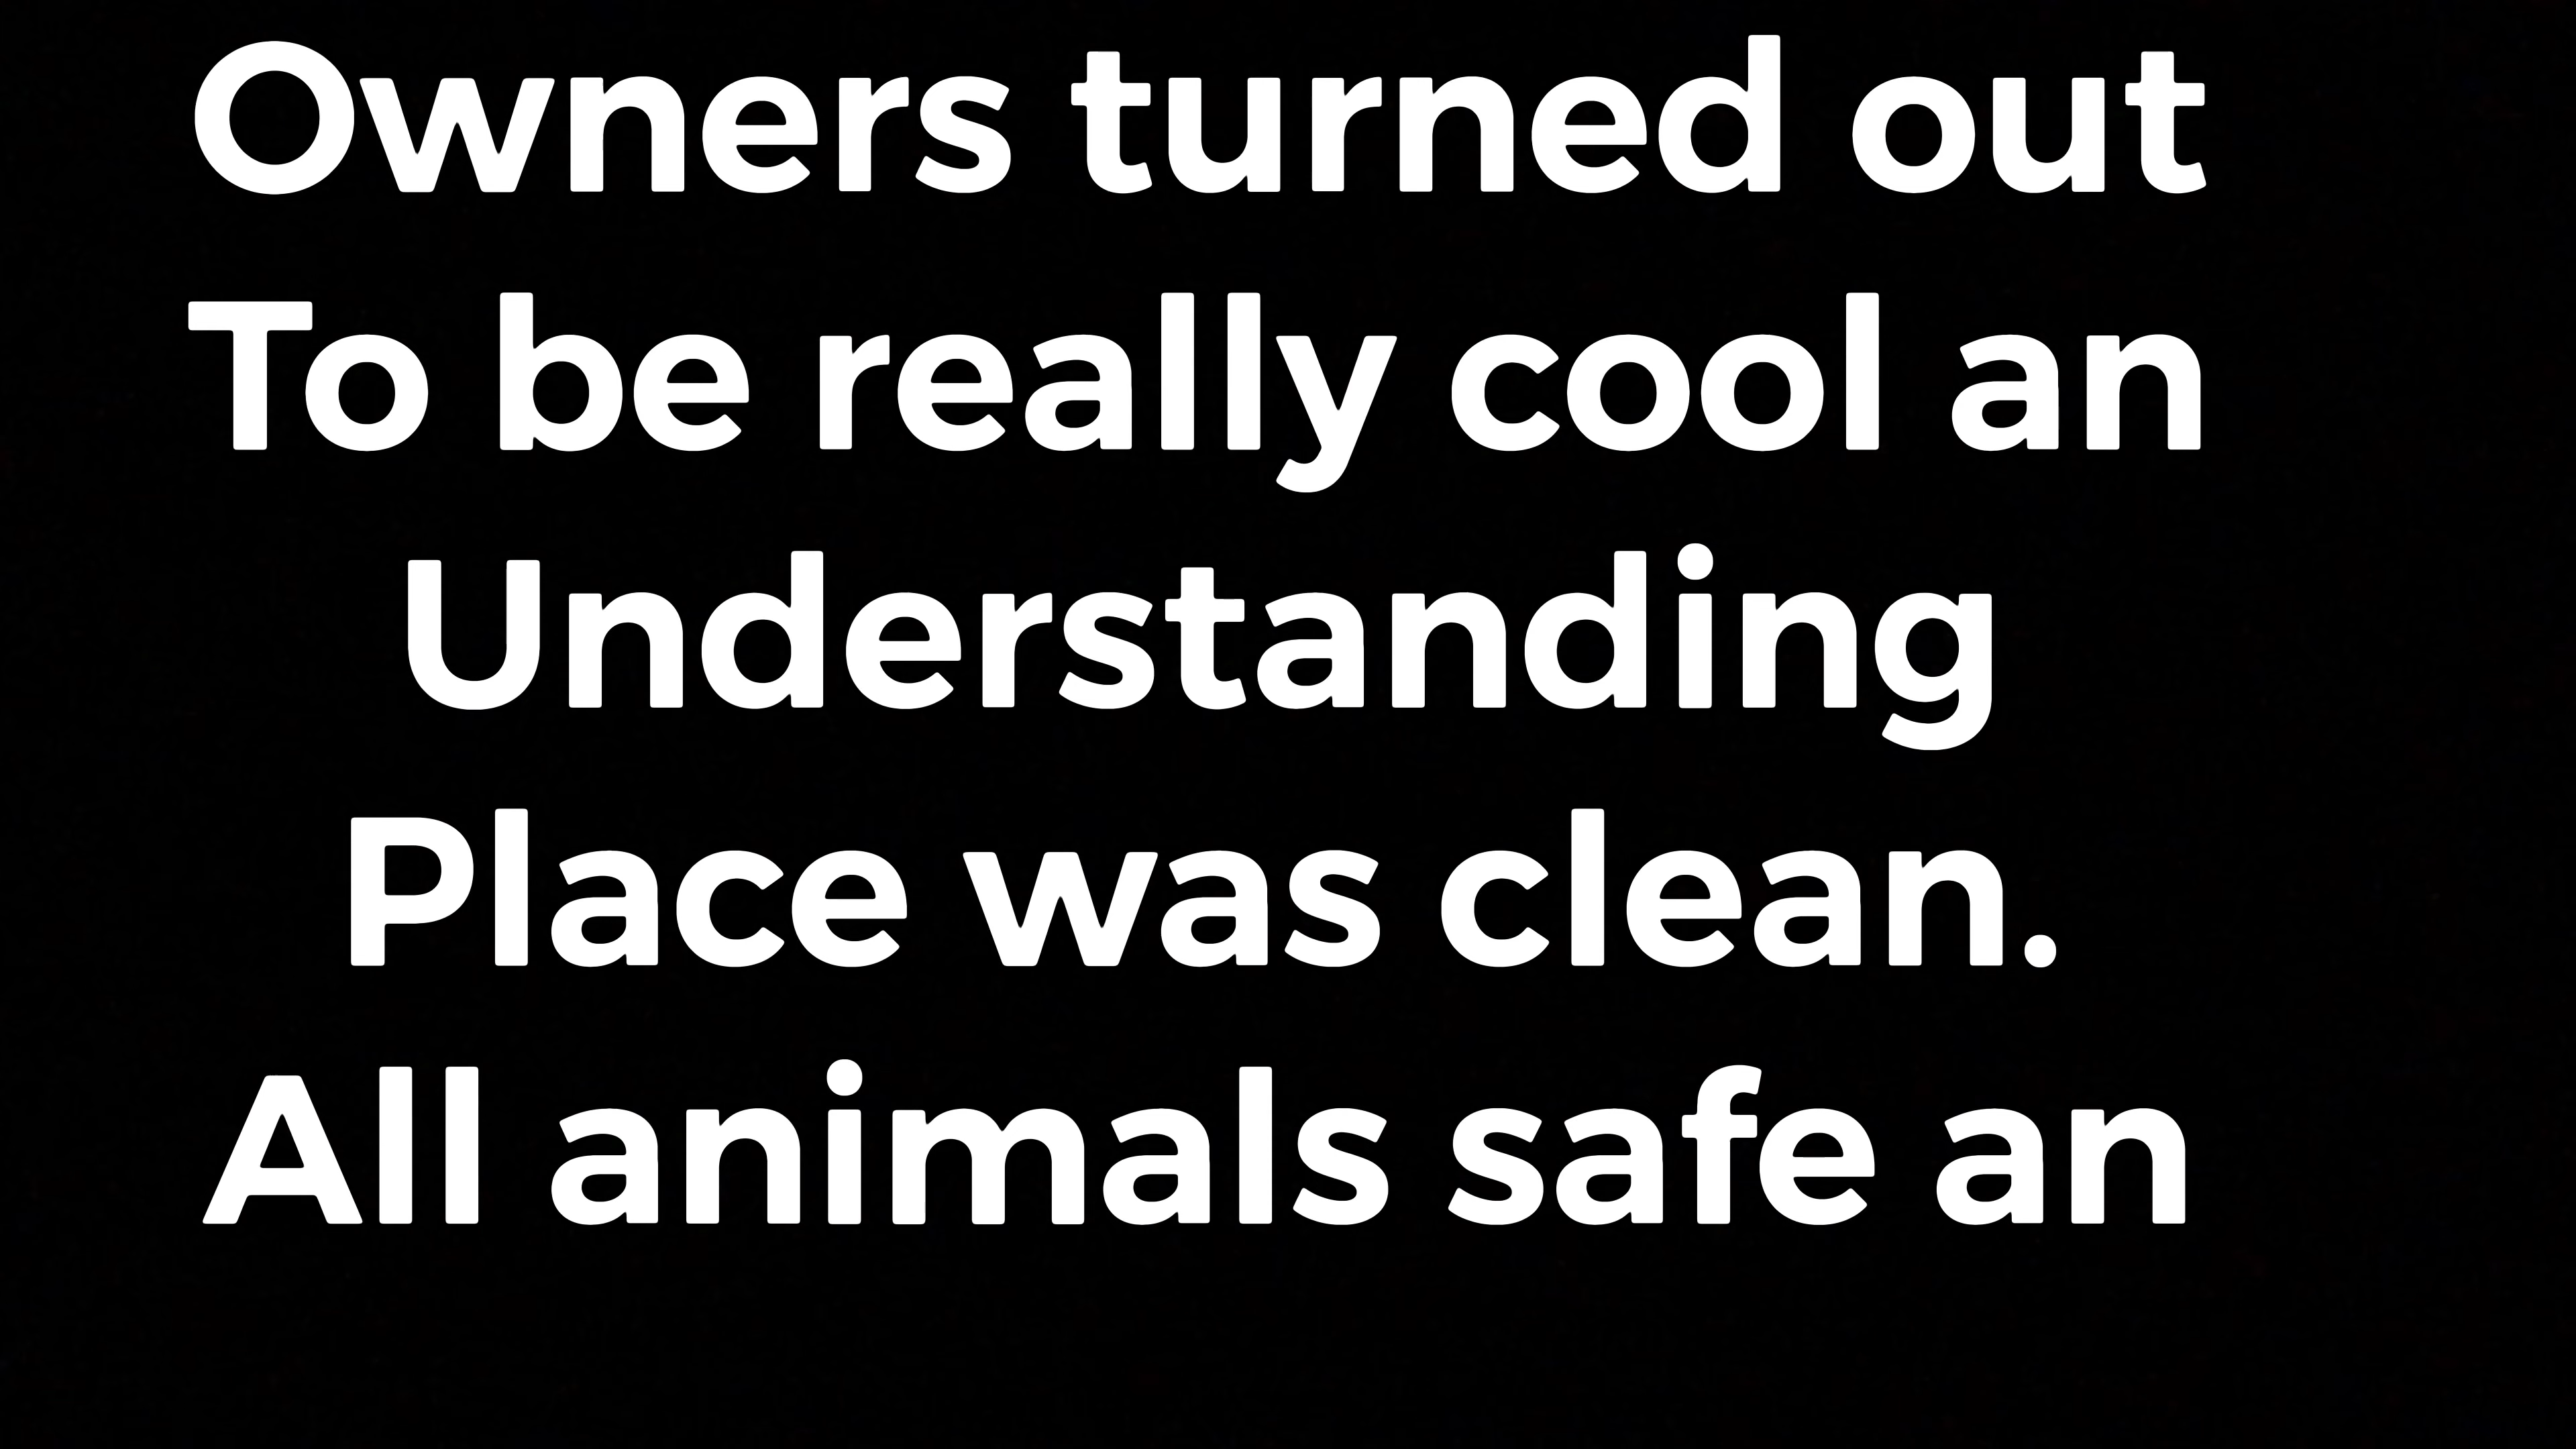 Owners turned out
To be really cool an
Understanding
Place was clean.
All animals safe an